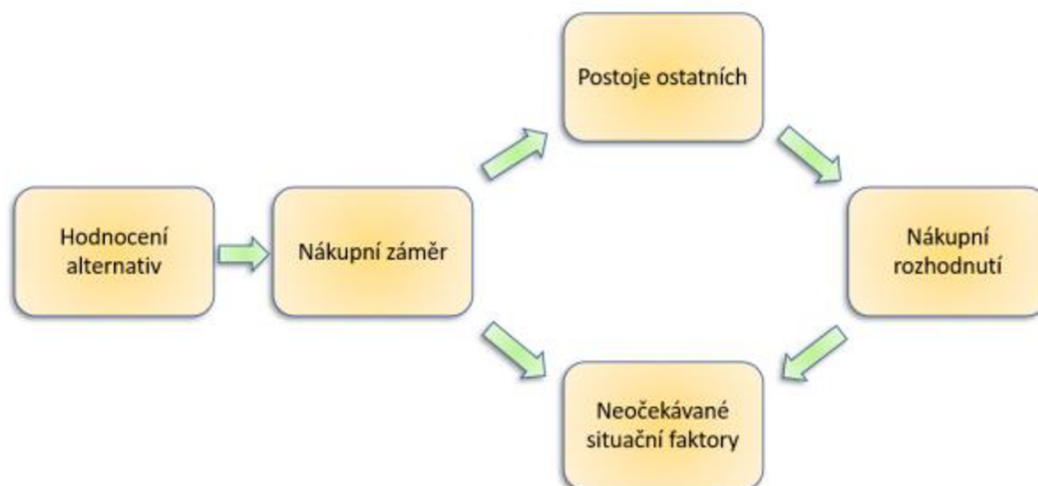 Postoje ostatních
Hodnocení
alternativ
Nákupní záměr
Nákupní
rozhodnutí
Neočekávané
situační faktory